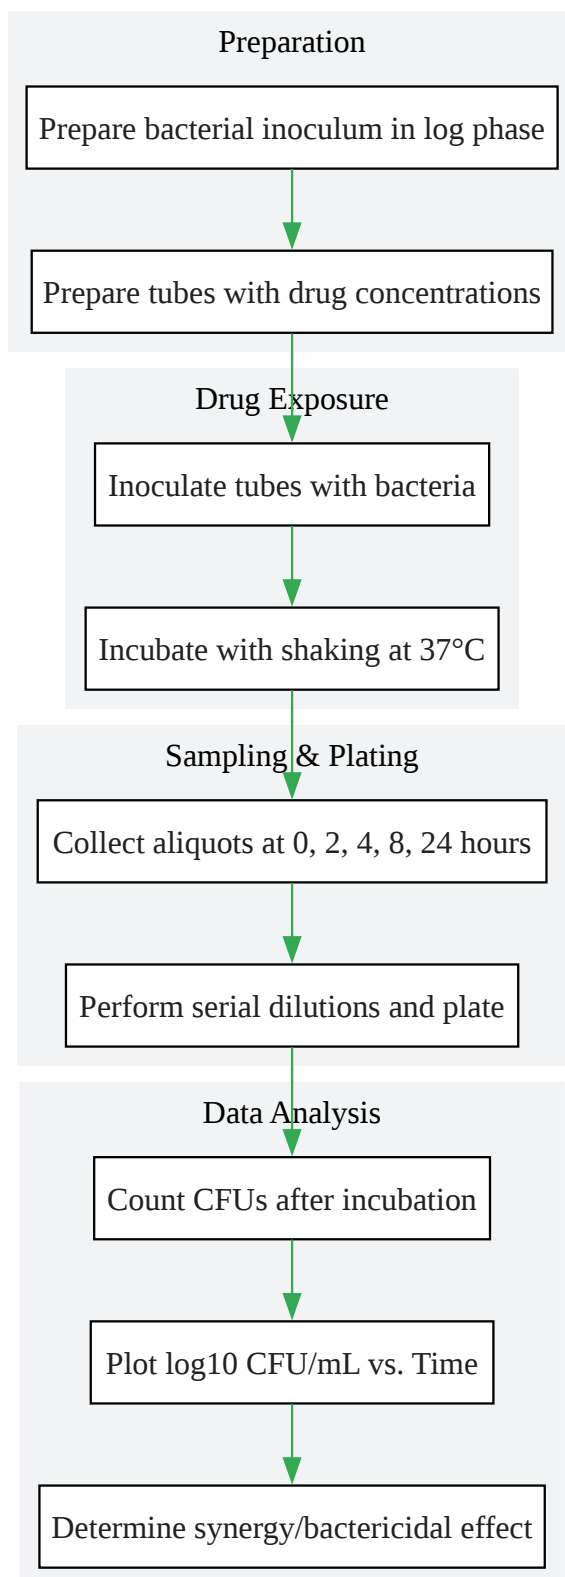 Preparation
Prepare bacterial inoculum in log phase
Prepare tubes with drug concentrations
Drug Exposure
Inoculate tubes with bacteria
Incubate with shaking at 37°C
Sampling & Plating
Collect aliquots at 0, 2, 4, 8, 24 hours
Perform serial dilutions and plate
Data Analysis
Count CFUs after incubation
Plot log10 CFU/mL vs. Time
Determine synergy/bactericidal effect